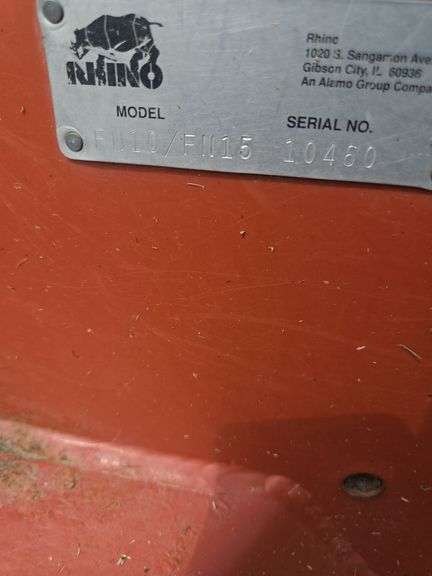 RHINO
Rhino
1020 S. Sangamon Ave
Gibson City, IL 60936
An Alamo Group Compa
MODEL SERIAL NO.
FN10/FN15 10460